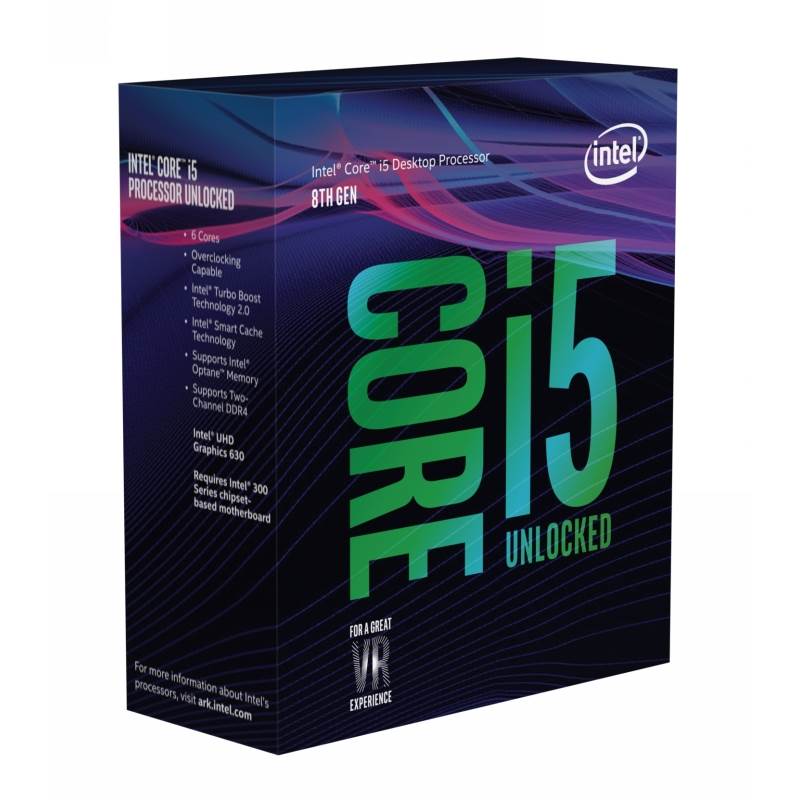 INTEL® CORE™ i5
PROCESSOR UNLOCKED
• 6 Cores
• Overclocking
Capable
• Intel® Turbo Boost
Technology 2.0
• Intel® Smart Cache
Technology
• Supports Intel®
Optane™ Memory
• Supports Two-
Channel DDR4
Intel® UHD
Graphics 630
Requires Intel® 300
Series chipset-
based motherboard
For more information about Intel's
processors, visit ark.intel.com
Intel® Core™ i5 Desktop Processor
8TH GEN
intel®
CORE
i5
UNLOCKED
FOR A GREAT
VR
EXPERIENCE